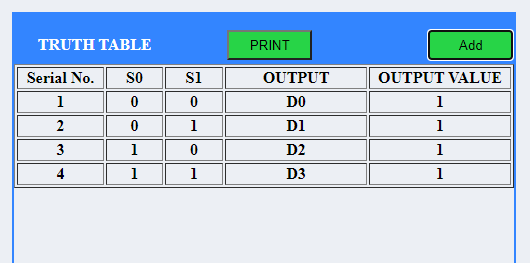 TRUTH TABLE PRINT Add
Serial No. S0 S1 OUTPUT OUTPUT VALUE
1 0 0 D0 1
2 0 1 D1 1
3 1 0 D2 1
4 1 1 D3 1